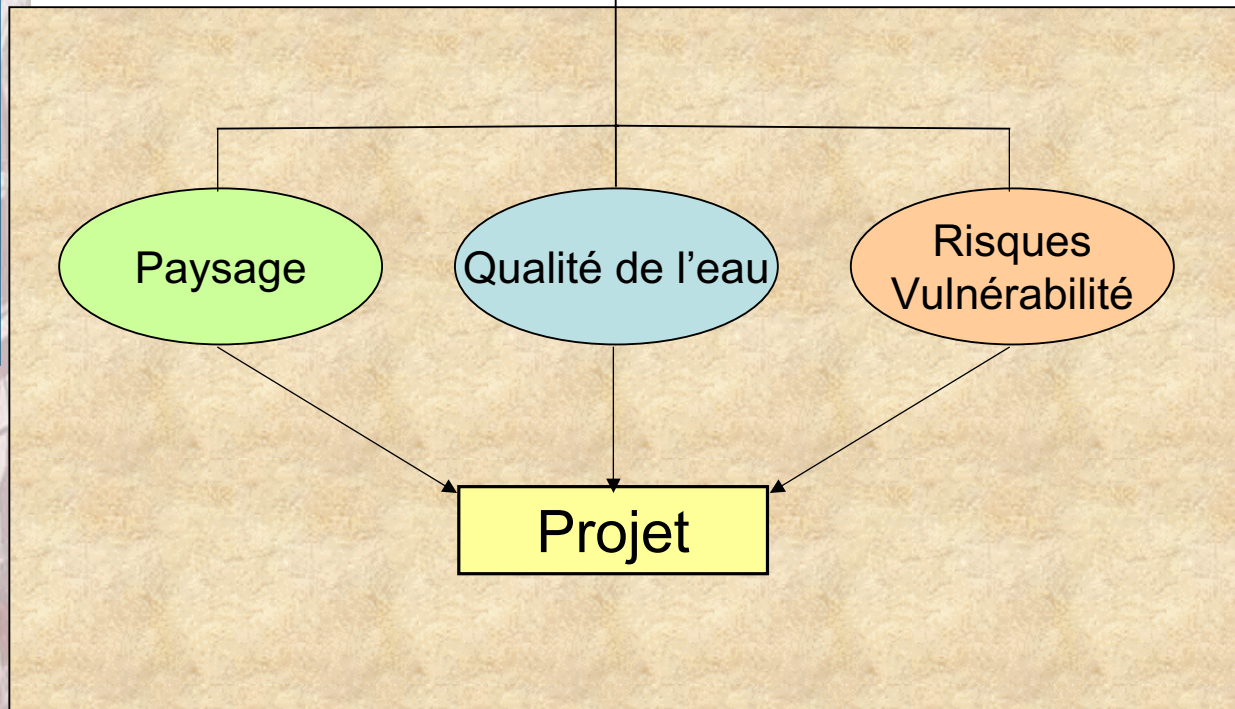 Paysage
Qualité de l’eau
Risques
Vulnérabilité
Projet